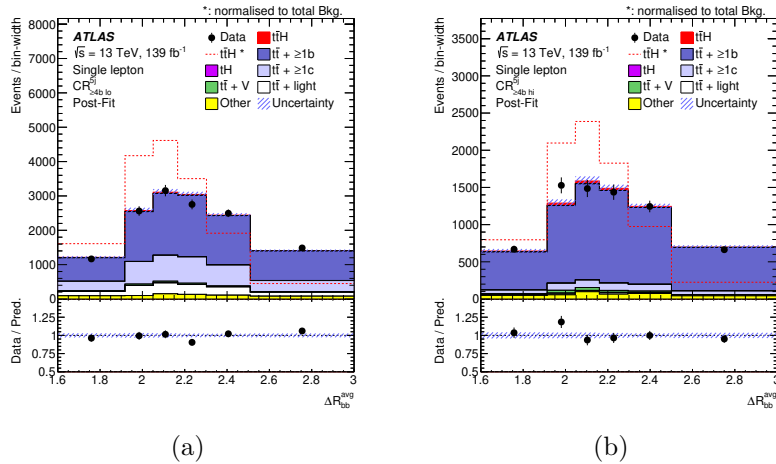 *: normalised to total Bkg.
Events / bin-width
8000
7000
6000
5000
4000
3000
2000
1000
0
ATLAS
√s = 13 TeV, 139 fb⁻¹
Single lepton
CR≥4b lo 5j
Post-Fit
Data
tt̄H
tt̄H *
tt̄ + ≥1b
tH
tt̄ + ≥1c
tt̄ + V
tt̄ + light
Other
Uncertainty
Data / Pred.
1.25
1
0.75
0.5
1.6 1.8 2 2.2 2.4 2.6 2.8 3
ΔRbb avg
(a)
*: normalised to total Bkg.
Events / bin-width
3500
3000
2500
2000
1500
1000
500
0
ATLAS
√s = 13 TeV, 139 fb⁻¹
Single lepton
CR≥4b hi 5j
Post-Fit
Data
tt̄H
tt̄H *
tt̄ + ≥1b
tH
tt̄ + ≥1c
tt̄ + V
tt̄ + light
Other
Uncertainty
Data / Pred.
1.25
1
0.75
0.5
1.6 1.8 2 2.2 2.4 2.6 2.8 3
ΔRbb avg
(b)